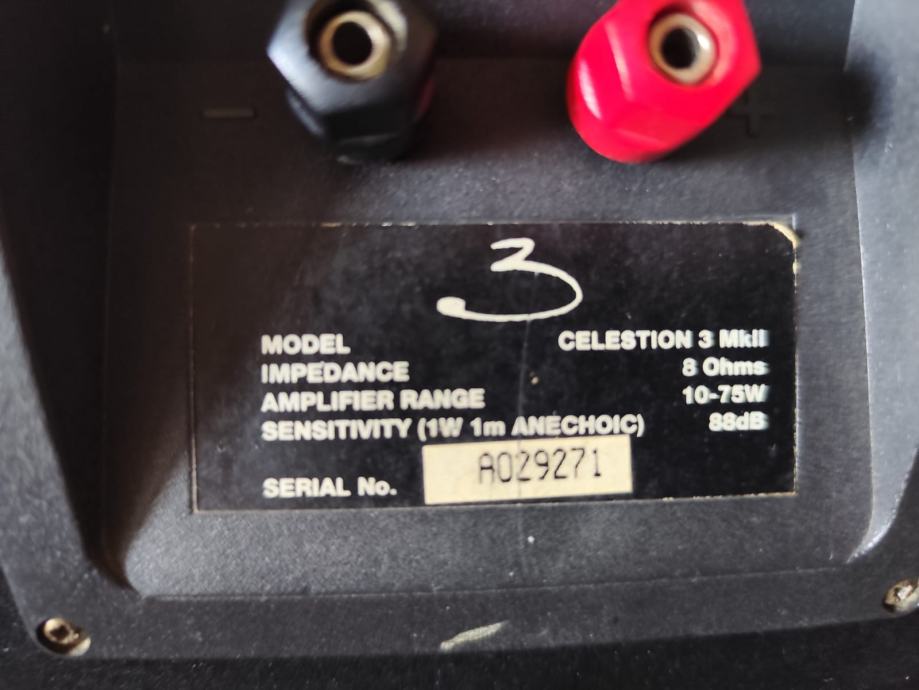 −
+
3
MODEL CELESTION 3 MkII
IMPEDANCE 8 Ohms
AMPLIFIER RANGE 10-75W
SENSITIVITY (1W 1m ANECHOIC) 88dB
SERIAL No. A029271